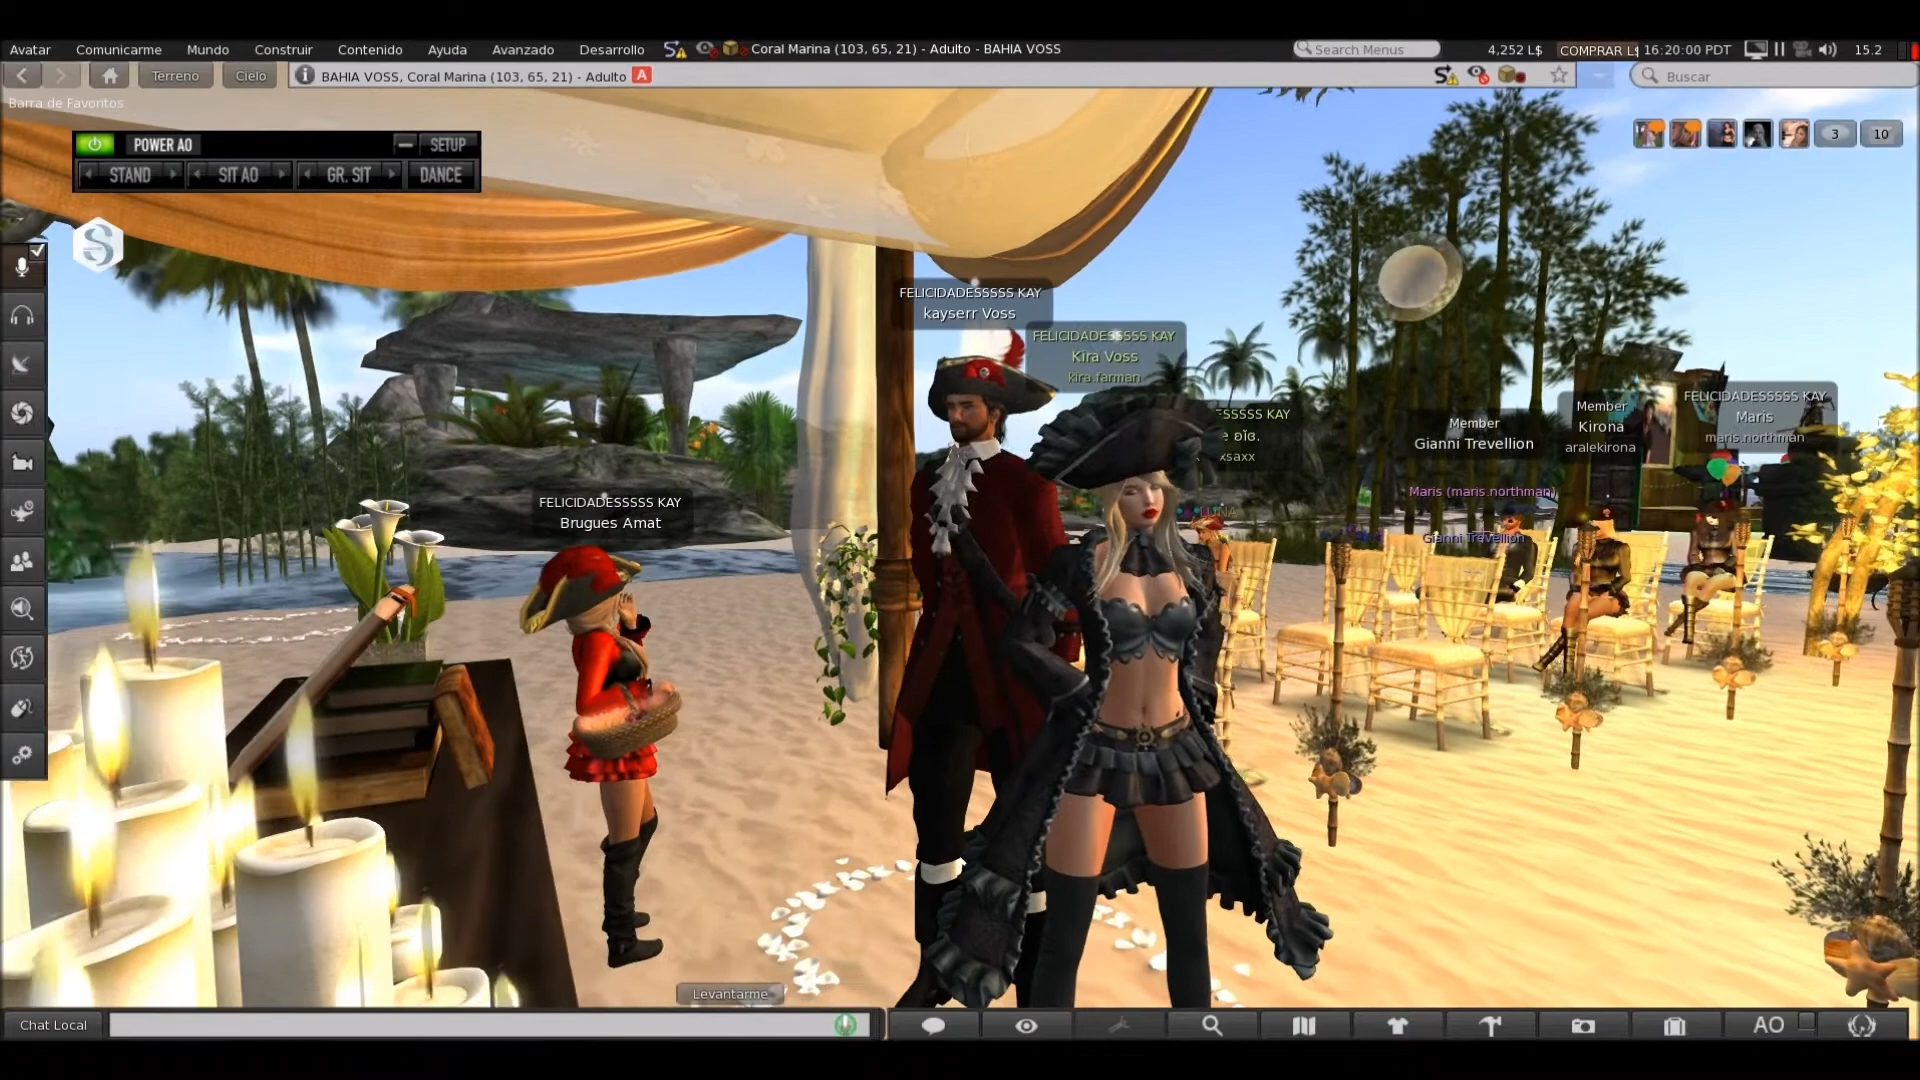 Avatar Comunicarme Mundo Construir Contenido Ayuda Avanzado Desarrollo Coral Marina (103, 65, 21) - Adulto - BAHIA VOSS Search Menus 4,252 L$ COMPRAR L$ 16:20:00 PDT 15.2
Terreno Cielo BAHIA VOSS, Coral Marina (103, 65, 21) - Adulto A Buscar
Barra de Favoritos
POWER AO SETUP
STAND SIT AO GR. SIT DANCE
3 10
FELICIDADESSSSS KAY
kayserr Voss
FELICIDADESSSSS KAY
Kira Voss
kira.farman
SSSSS KAY
xsaxx
Member
Gianni Trevellion
Member
Kirona
aralekirona
FELICIDADESSSSS KAY
Maris
maris.northman
Maris (maris.northman)
LUNA
Gianni Trevellion
FELICIDADESSSSS KAY
Brugues Amat
Levantarme
Chat Local AO